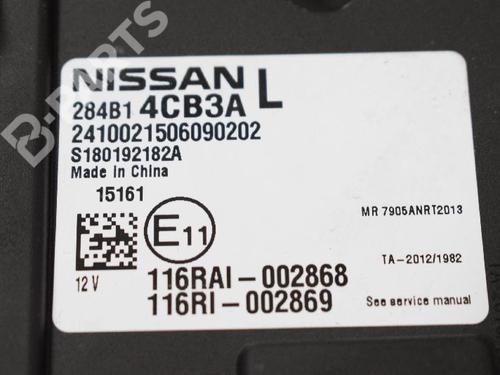 B-PARTS
NISSAN L
284B1 4CB3A
2410021506090202
S180192182A
Made in China
15161
MR 7905ANRT2013
E11
TA-2012/1982
12 V
116RAI-002868
116RI-002869
See service manual